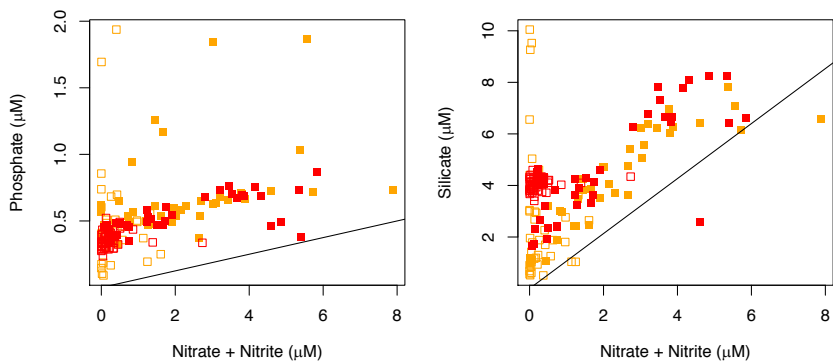 Phosphate (μM)
2.0
1.5
1.0
0.5
0 2 4 6 8
Nitrate + Nitrite (μM)
Silicate (μM)
10
8
6
4
2
0 2 4 6 8
Nitrate + Nitrite (μM)